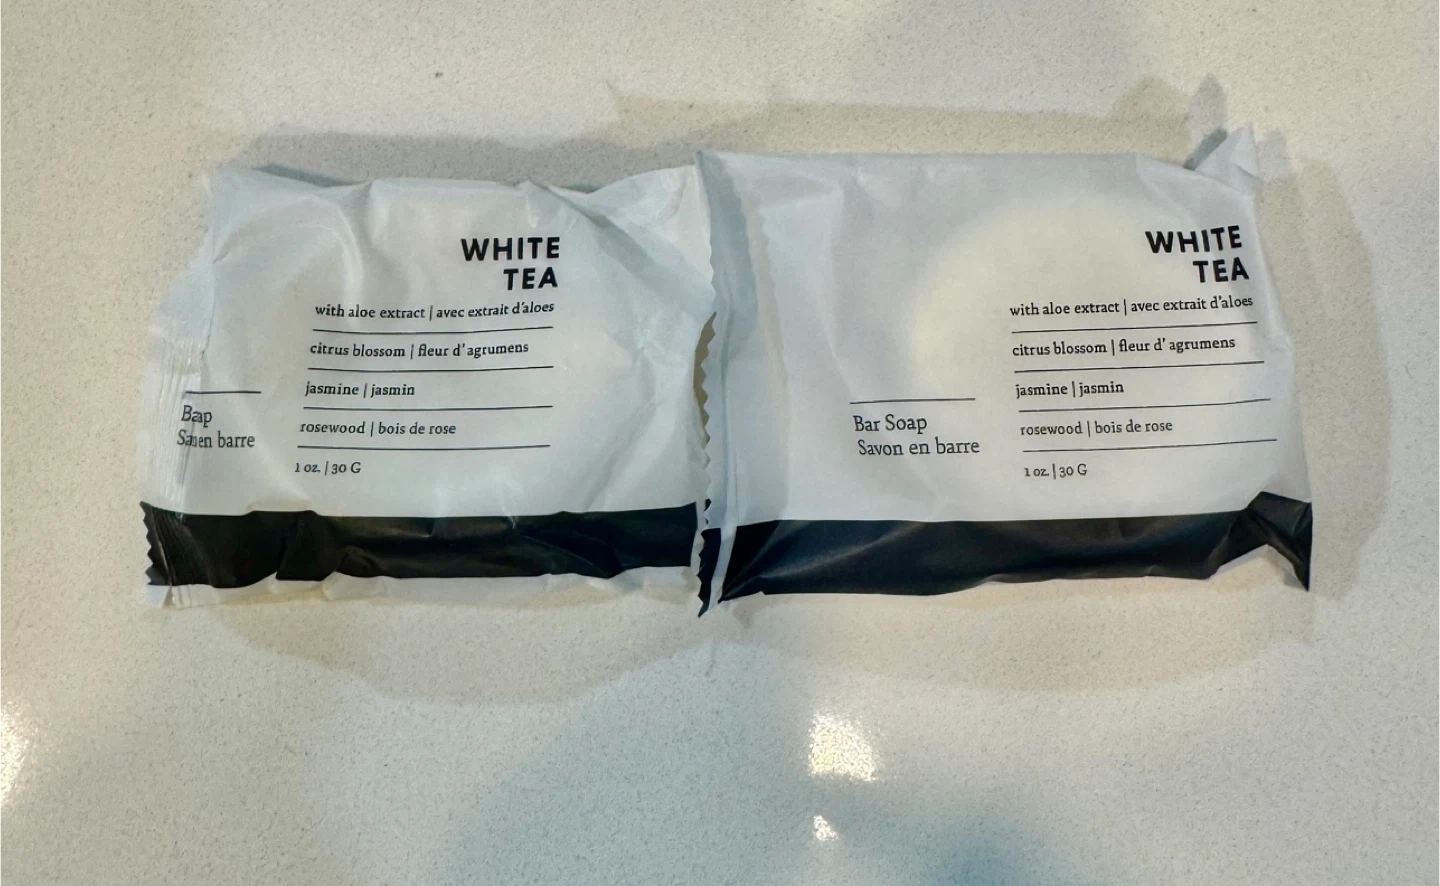 WHITE
TEA
with aloe extract | avec extrait d'aloes
citrus blossom | fleur d'agrumens
jasmine | jasmin
rosewood | bois de rose
1 oz. | 30 G
en barre
WHITE
TEA
with aloe extract | avec extrait d'aloes
citrus blossom | fleur d'agrumens
jasmine | jasmin
rosewood | bois de rose
1 oz. | 30 G
Bar Soap
Savon en barre